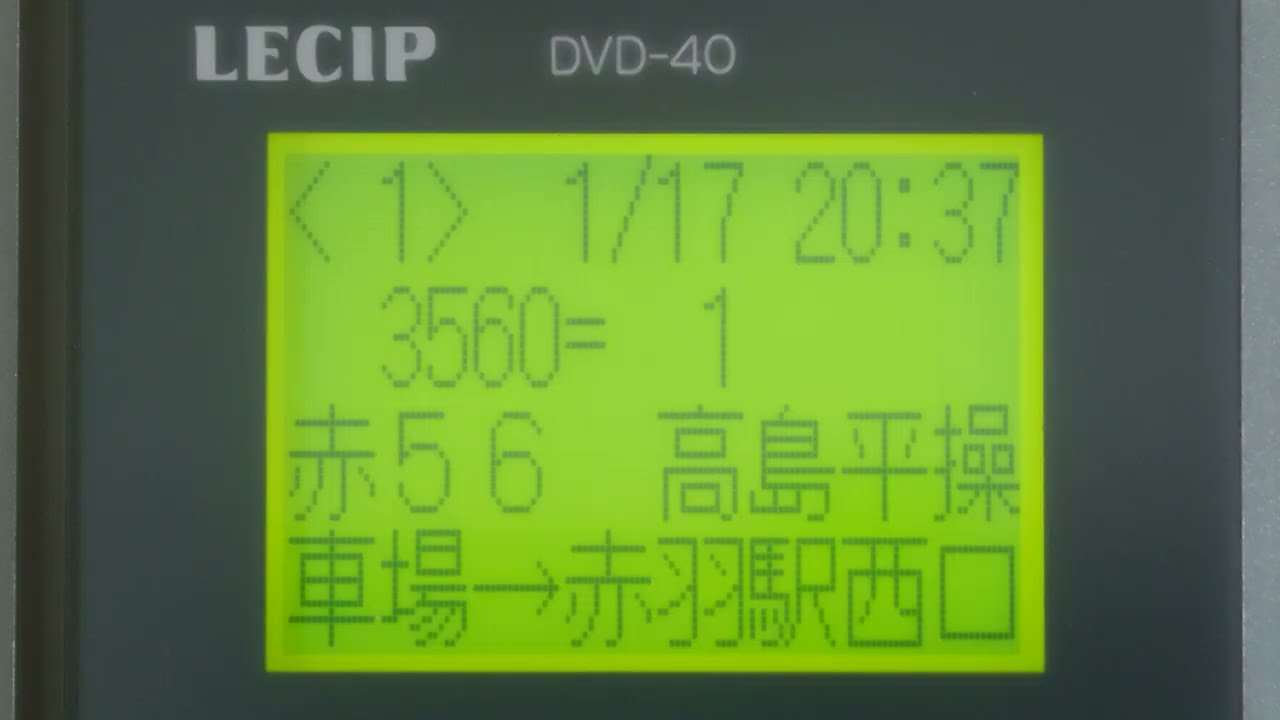 LECIP DVD-40
〈 1〉 1/17 20:37
3560= 1
赤56 高島平操
車場→赤羽駅西口